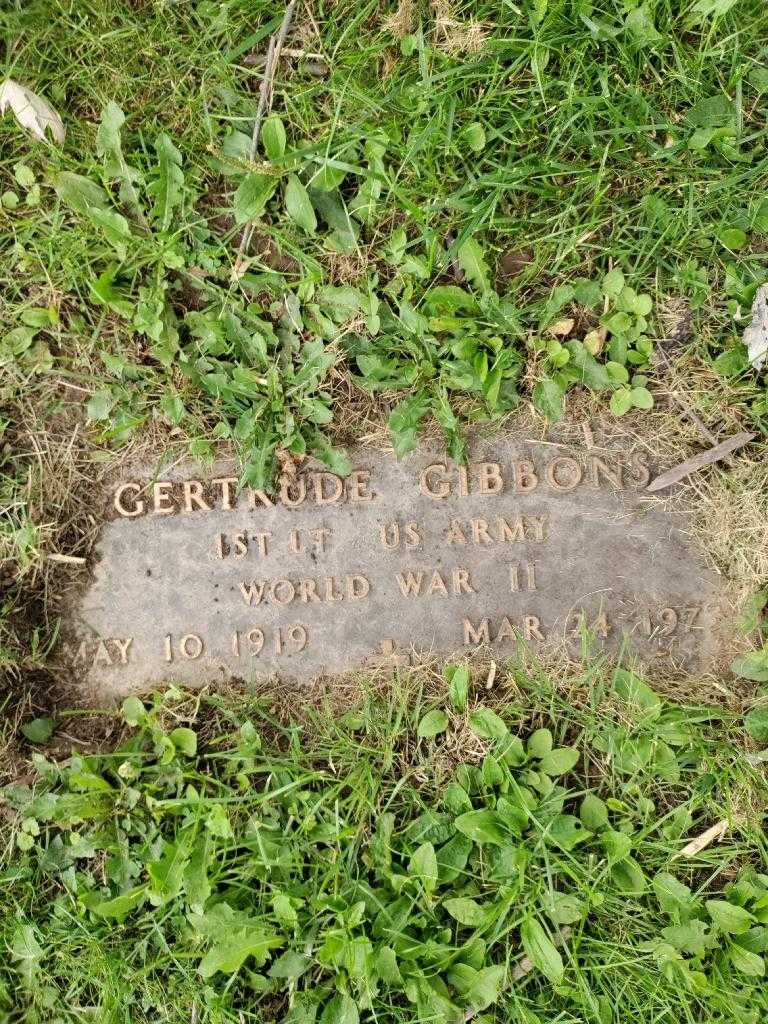 GERTRUDE GIBBONS
1ST LT US ARMY
WORLD WAR II
MAY 10 1919 MAR 24